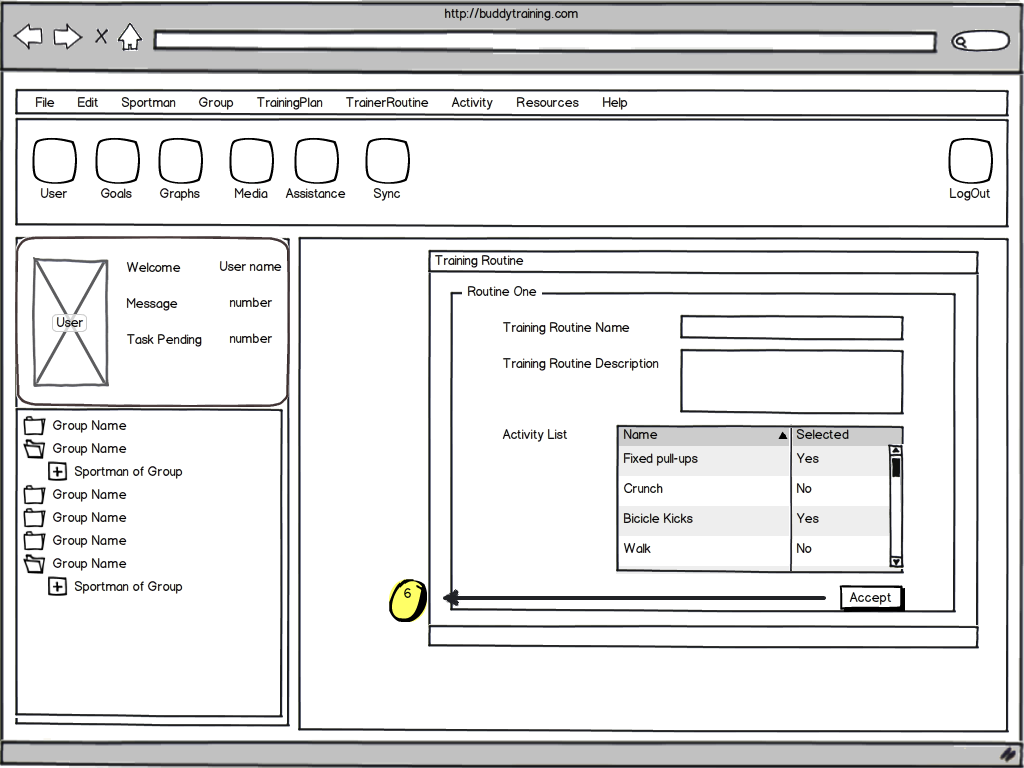 http://buddytraining.com
File Edit Sportman Group TrainingPlan TrainerRoutine Activity Resources Help
User Goals Graphs Media Assistance Sync LogOut
Welcome User name
Message number
User
Task Pending number
Group Name
Group Name
Sportman of Group
Group Name
Group Name
Group Name
Group Name
Sportman of Group
Training Routine
Routine One
Training Routine Name
Training Routine Description
Activity List
Name Selected
Fixed pull-ups Yes
Crunch No
Bicicle Kicks Yes
Walk No
6
Accept